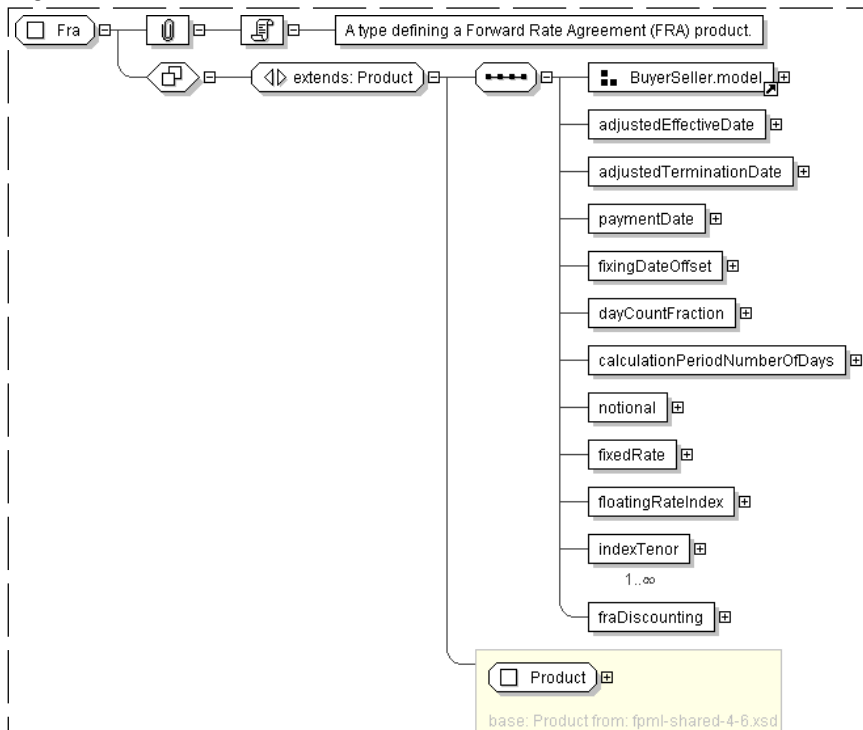 Fra
A type defining a Forward Rate Agreement (FRA) product.
extends: Product
BuyerSeller.model
adjustedEffectiveDate
adjustedTerminationDate
paymentDate
fixingDateOffset
dayCountFraction
calculationPeriodNumberOfDays
notional
fixedRate
floatingRateIndex
indexTenor
1..∞
fraDiscounting
Product
base: Product from: fpml-shared-4-6.xsd